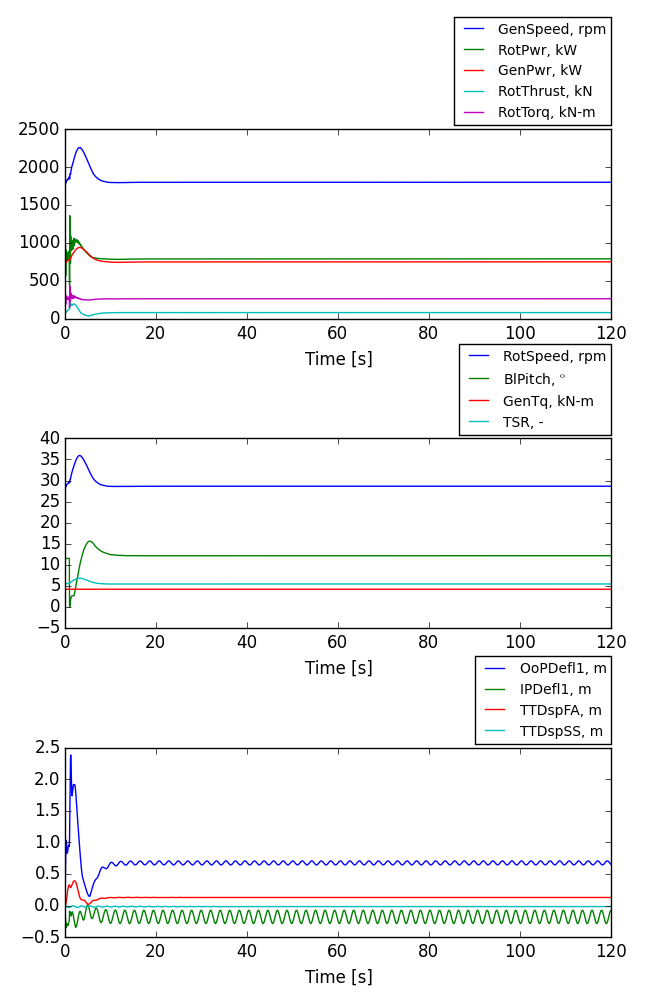 GenSpeed, rpm
RotPwr, kW
GenPwr, kW
RotThrust, kN
RotTorq, kN-m
2500
2000
1500
1000
500
0
0 20 40 60 80 100 120
Time [s]
RotSpeed, rpm
BlPitch, °
GenTq, kN-m
TSR, -
40
35
30
25
20
15
10
5
0
−5
0 20 40 60 80 100 120
Time [s]
OoPDefl1, m
IPDefl1, m
TTDspFA, m
TTDspSS, m
2.5
2.0
1.5
1.0
0.5
0.0
−0.5
0 20 40 60 80 100 120
Time [s]